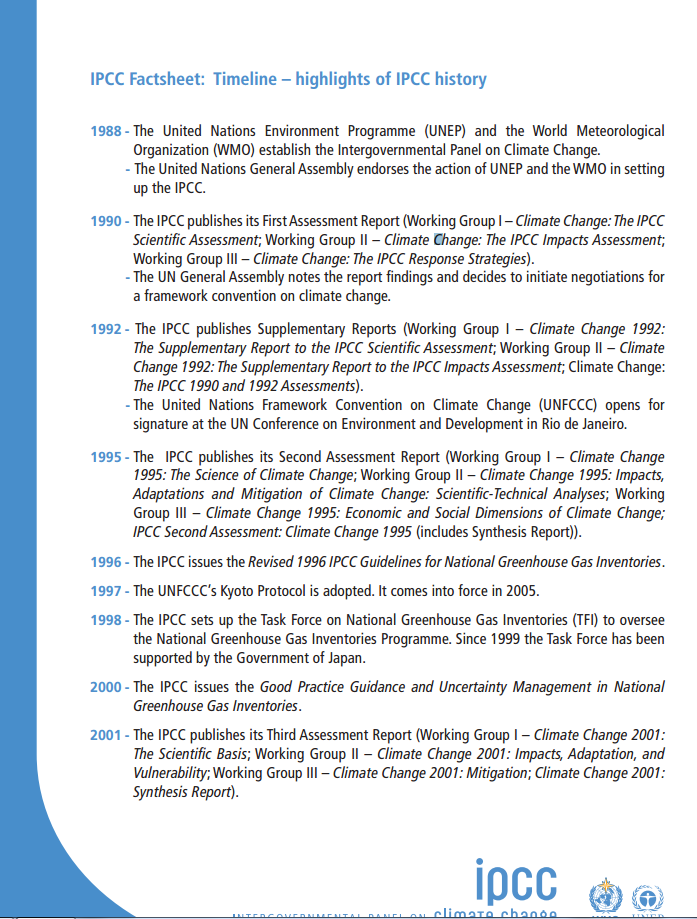 IPCC Factsheet: Timeline – highlights of IPCC history
1988 - The United Nations Environment Programme (UNEP) and the World Meteorological
Organization (WMO) establish the Intergovernmental Panel on Climate Change.
- The United Nations General Assembly endorses the action of UNEP and the WMO in setting
up the IPCC.
1990 - The IPCC publishes its First Assessment Report (Working Group I – Climate Change: The IPCC
Scientific Assessment; Working Group II – Climate Change: The IPCC Impacts Assessment;
Working Group III – Climate Change: The IPCC Response Strategies).
- The UN General Assembly notes the report findings and decides to initiate negotiations for
a framework convention on climate change.
1992 - The IPCC publishes Supplementary Reports (Working Group I – Climate Change 1992:
The Supplementary Report to the IPCC Scientific Assessment; Working Group II – Climate
Change 1992: The Supplementary Report to the IPCC Impacts Assessment; Climate Change:
The IPCC 1990 and 1992 Assessments).
- The United Nations Framework Convention on Climate Change (UNFCCC) opens for
signature at the UN Conference on Environment and Development in Rio de Janeiro.
1995 - The IPCC publishes its Second Assessment Report (Working Group I – Climate Change
1995: The Science of Climate Change; Working Group II – Climate Change 1995: Impacts,
Adaptations and Mitigation of Climate Change: Scientific-Technical Analyses; Working
Group III – Climate Change 1995: Economic and Social Dimensions of Climate Change;
IPCC Second Assessment: Climate Change 1995 (includes Synthesis Report)).
1996 - The IPCC issues the Revised 1996 IPCC Guidelines for National Greenhouse Gas Inventories.
1997 - The UNFCCC's Kyoto Protocol is adopted. It comes into force in 2005.
1998 - The IPCC sets up the Task Force on National Greenhouse Gas Inventories (TFI) to oversee
the National Greenhouse Gas Inventories Programme. Since 1999 the Task Force has been
supported by the Government of Japan.
2000 - The IPCC issues the Good Practice Guidance and Uncertainty Management in National
Greenhouse Gas Inventories.
2001 - The IPCC publishes its Third Assessment Report (Working Group I – Climate Change 2001:
The Scientific Basis; Working Group II – Climate Change 2001: Impacts, Adaptation, and
Vulnerability; Working Group III – Climate Change 2001: Mitigation; Climate Change 2001:
Synthesis Report).
ipcc
INTERGOVERNMENTAL PANEL ON climate change